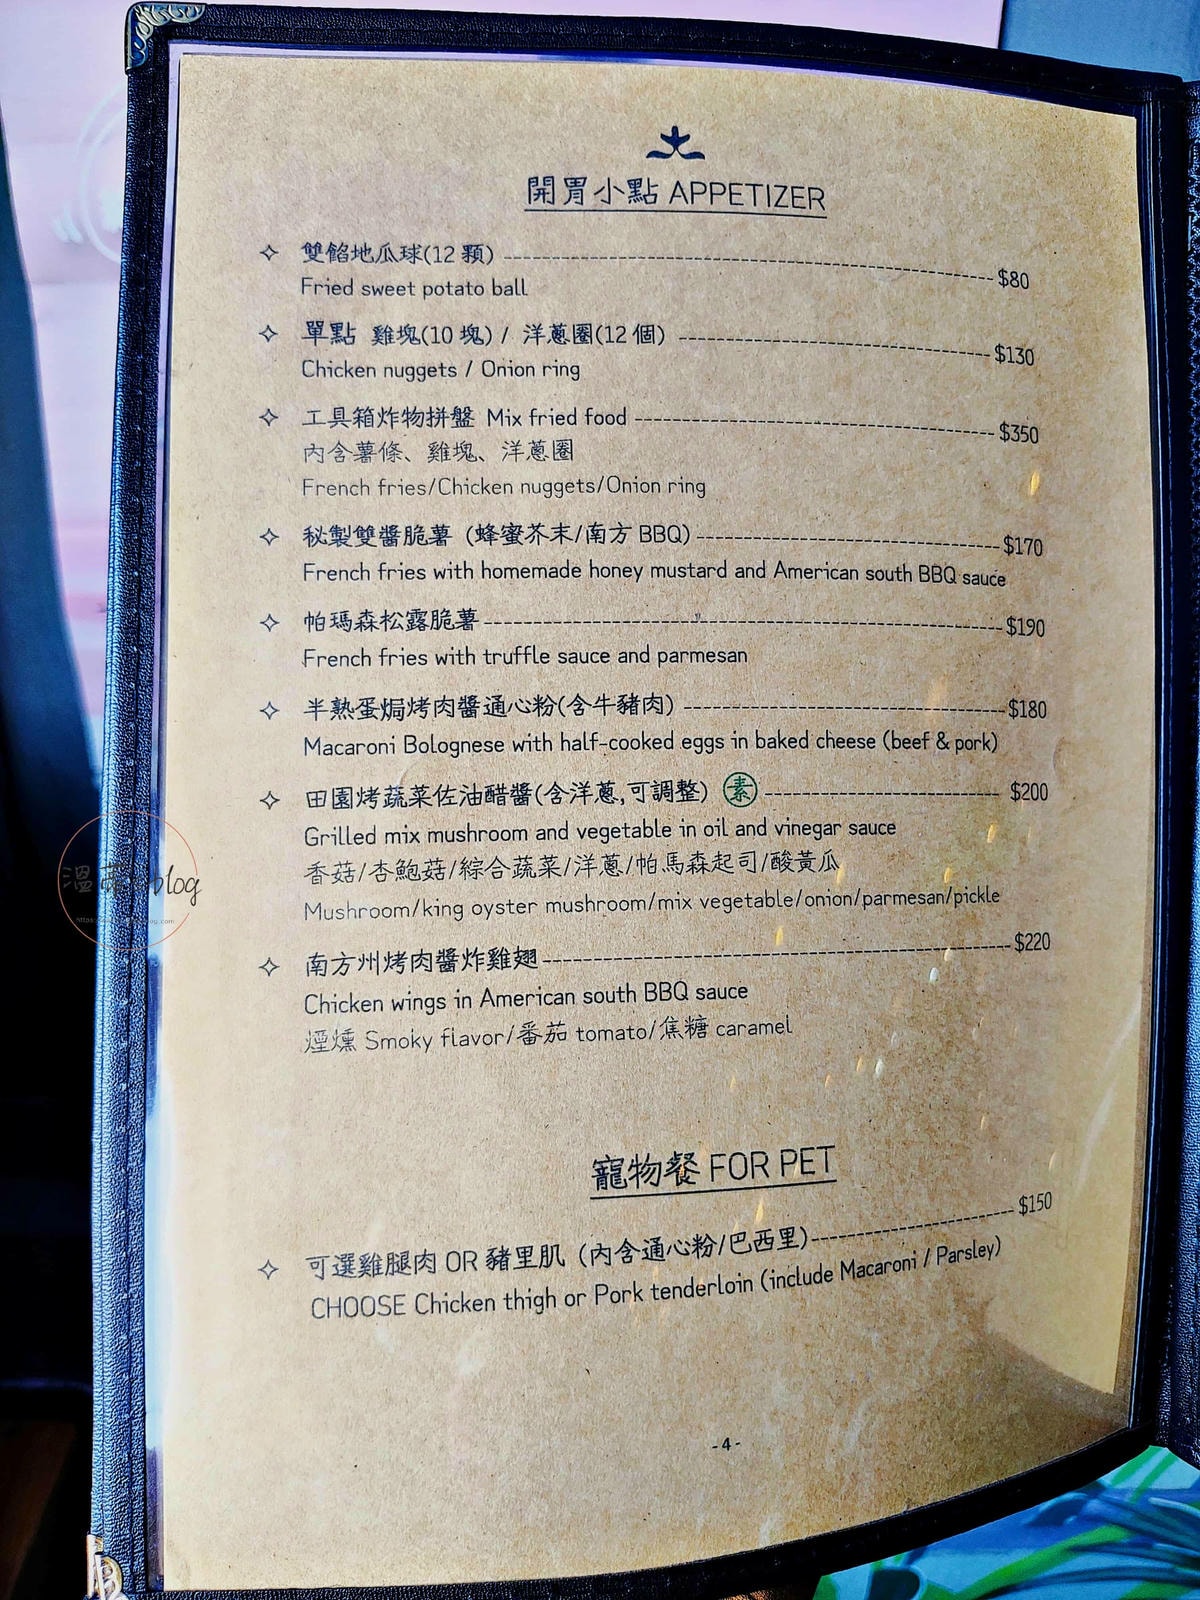 開胃小點 APPETIZER
✧ 雙餡地瓜球(12 顆) $80
Fried sweet potato ball
✧ 單點 雞塊(10 塊) / 洋蔥圈(12 個) $130
Chicken nuggets / Onion ring
✧ 工具箱炸物拼盤 Mix fried food $350
內含薯條、雞塊、洋蔥圈
French fries/Chicken nuggets/Onion ring
✧ 秘製雙醬脆薯 (蜂蜜芥末/南方 BBQ) $170
French fries with homemade honey mustard and American south BBQ sauce
✧ 帕瑪森松露脆薯 $190
French fries with truffle sauce and parmesan
✧ 半熟蛋焗烤肉醬通心粉(含牛豬肉) $180
Macaroni Bolognese with half-cooked eggs in baked cheese (beef & pork)
✧ 田園烤蔬菜佐油醋醬(含洋蔥,可調整) 素 $200
Grilled mix mushroom and vegetable in oil and vinegar sauce
香菇/杏鮑菇/綜合蔬菜/洋蔥/帕馬森起司/酸黃瓜
Mushroom/king oyster mushroom/mix vegetable/onion/parmesan/pickle
✧ 南方州烤肉醬炸雞翅 $220
Chicken wings in American south BBQ sauce
煙燻 Smoky flavor/番茄 tomato/焦糖 caramel
寵物餐 FOR PET
✧ 可選雞腿肉 OR 豬里肌 (內含通心粉/巴西里) $150
CHOOSE Chicken thigh or Pork tenderloin (include Macaroni / Parsley)
- 4 -
blog